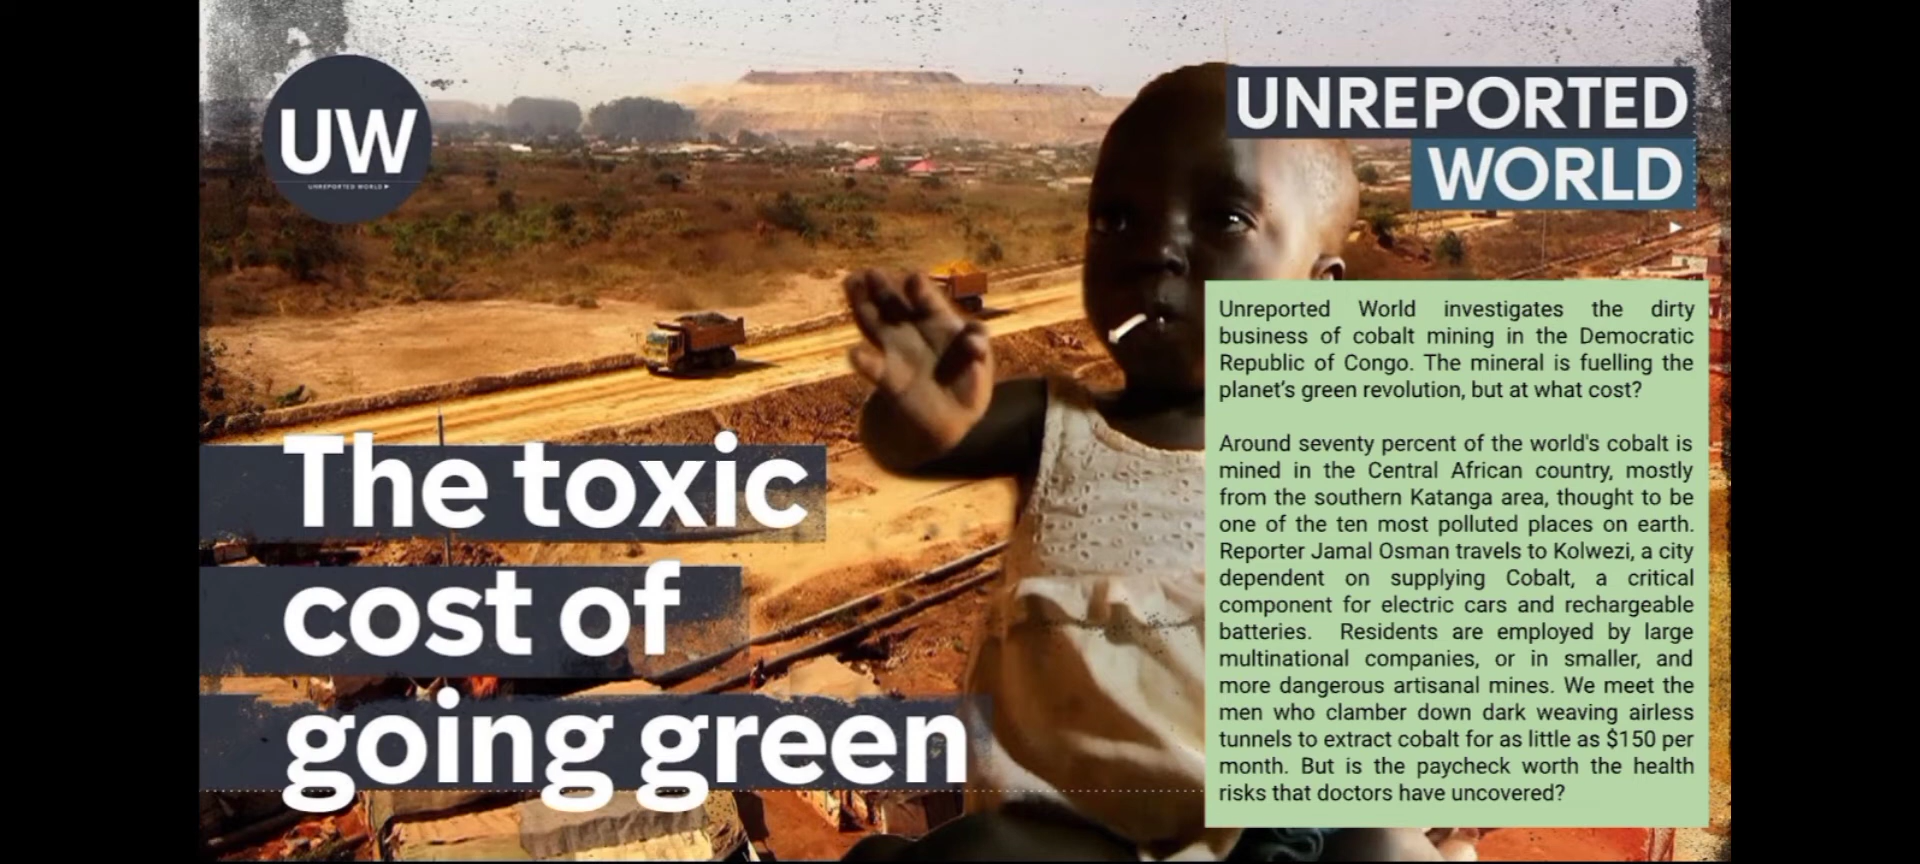 UW
UNREPORTED WORLD
UNREPORTED
WORLD
The toxic
cost of
going green
Unreported World investigates the dirty
business of cobalt mining in the Democratic
Republic of Congo. The mineral is fuelling the
planet's green revolution, but at what cost?
Around seventy percent of the world's cobalt is
mined in the Central African country, mostly
from the southern Katanga area, thought to be
one of the ten most polluted places on earth.
Reporter Jamal Osman travels to Kolwezi, a city
dependent on supplying Cobalt, a critical
component for electric cars and rechargeable
batteries. Residents are employed by large
multinational companies, or in smaller, and
more dangerous artisanal mines. We meet the
men who clamber down dark weaving airless
tunnels to extract cobalt for as little as $150 per
month. But is the paycheck worth the health
risks that doctors have uncovered?